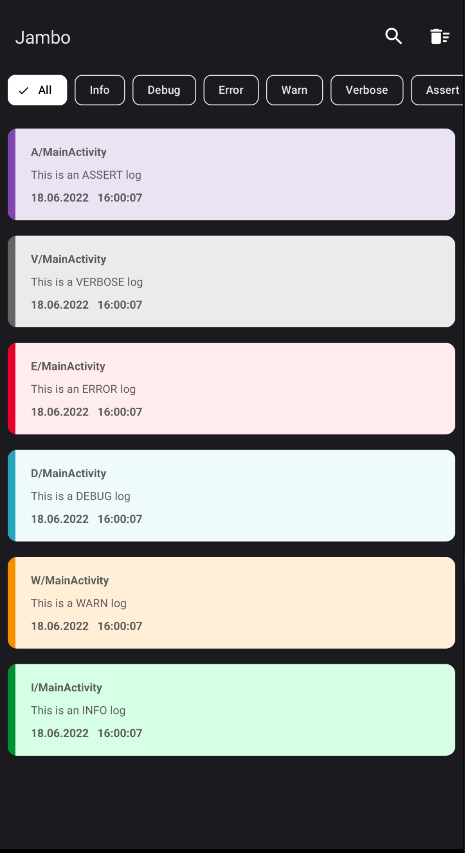 Jambo
All Info Debug Error Warn Verbose Assert
A/MainActivity
This is an ASSERT log
18.06.2022 16:00:07
V/MainActivity
This is a VERBOSE log
18.06.2022 16:00:07
E/MainActivity
This is an ERROR log
18.06.2022 16:00:07
D/MainActivity
This is a DEBUG log
18.06.2022 16:00:07
W/MainActivity
This is a WARN log
18.06.2022 16:00:07
I/MainActivity
This is an INFO log
18.06.2022 16:00:07